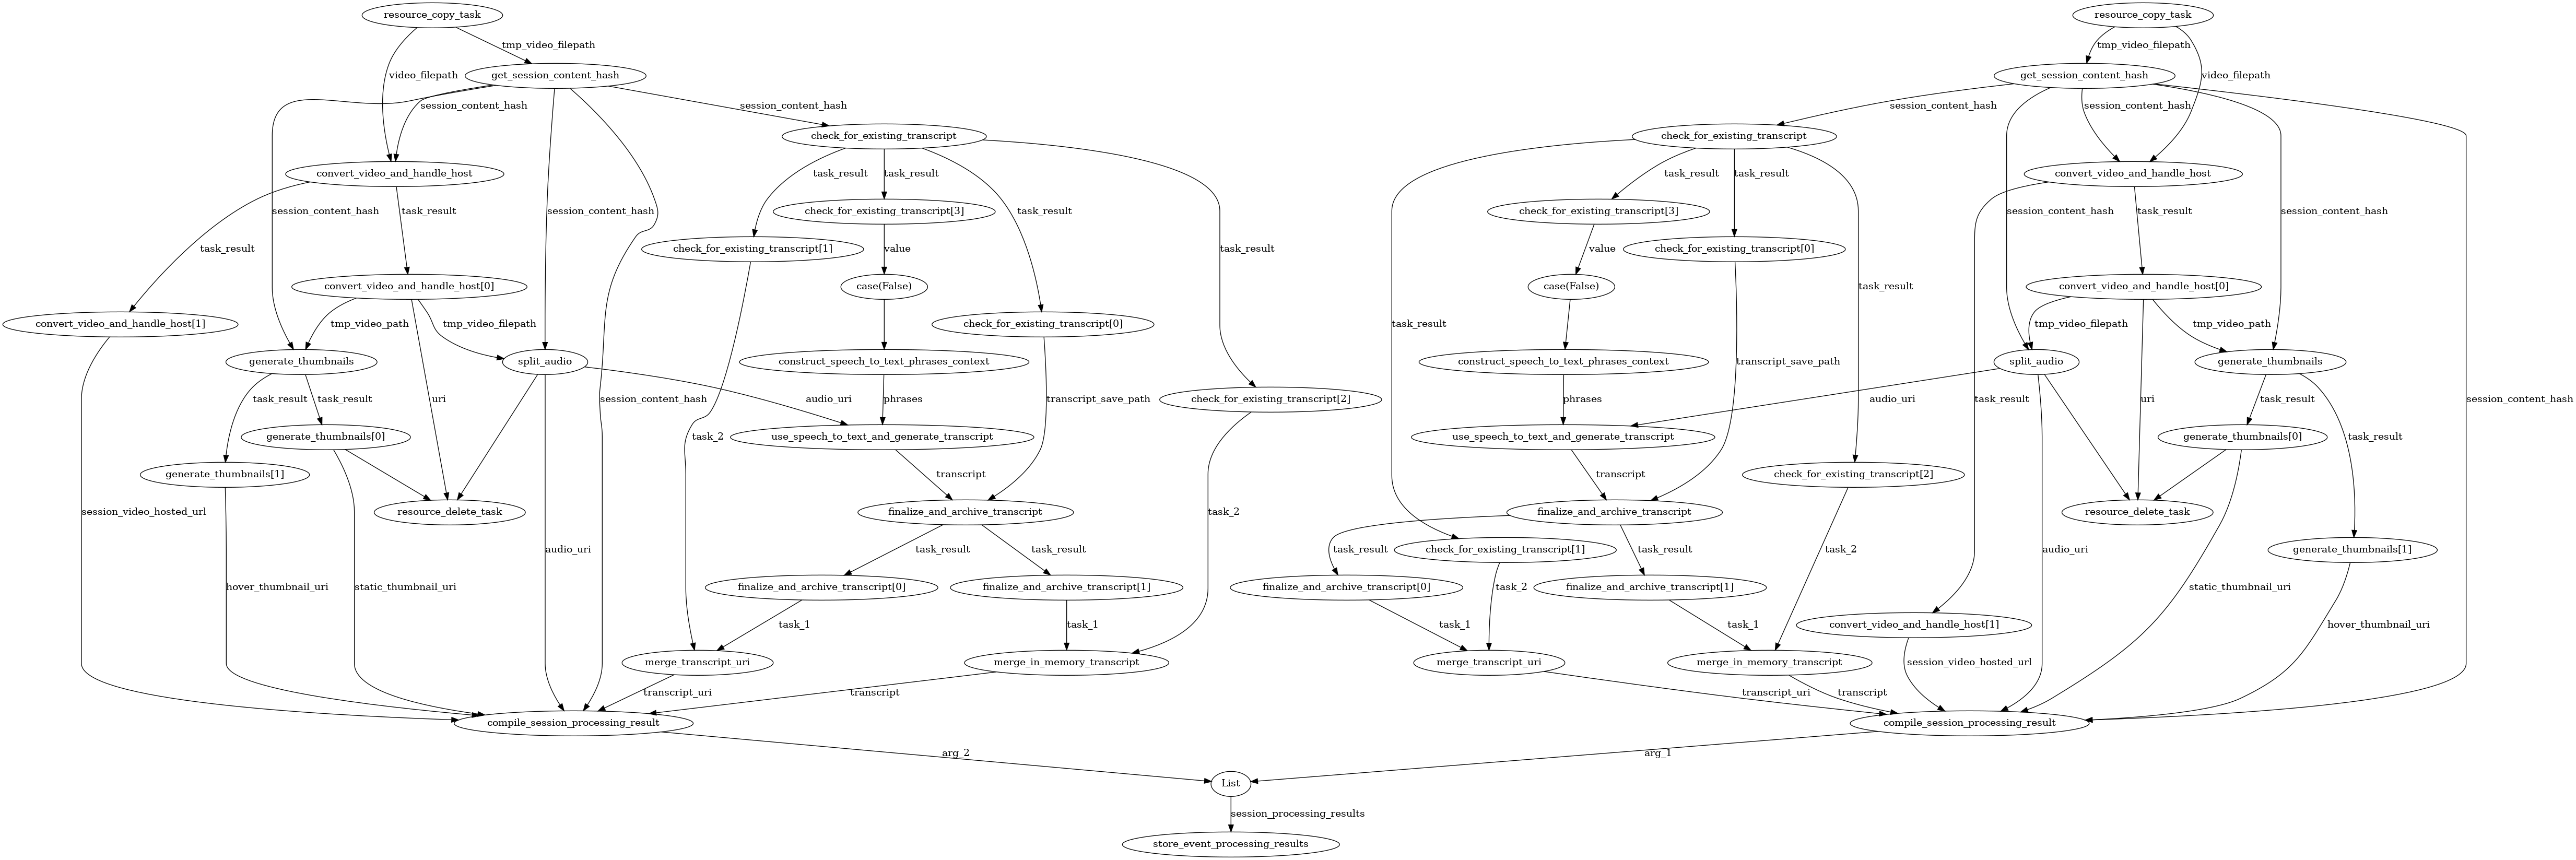 resource_copy_task
resource_copy_task
tmp_video_filepath
tmp_video_filepath
video_filepath
get_session_content_hash
get_session_content_hash
video_filepath
session_content_hash
session_content_hash
session_content_hash
session_content_hash
check_for_existing_transcript
check_for_existing_transcript
convert_video_and_handle_host
task_result
task_result
task_result
task_result
convert_video_and_handle_host
session_content_hash
task_result
session_content_hash
check_for_existing_transcript[3]
task_result
check_for_existing_transcript[3]
session_content_hash
task_result
session_content_hash
task_result
check_for_existing_transcript[1]
value
task_result
value
check_for_existing_transcript[0]
convert_video_and_handle_host[0]
case(False)
case(False)
task_result
convert_video_and_handle_host[0]
convert_video_and_handle_host[1]
tmp_video_path
tmp_video_filepath
check_for_existing_transcript[0]
task_result
tmp_video_filepath
tmp_video_path
generate_thumbnails
split_audio
construct_speech_to_text_phrases_context
construct_speech_to_text_phrases_context
transcript_save_path
split_audio
generate_thumbnails
task_result
task_result
uri
session_content_hash
audio_uri
phrases
transcript_save_path
check_for_existing_transcript[2]
phrases
audio_uri
task_result
uri
task_result
session_content_hash
generate_thumbnails[0]
task_2
use_speech_to_text_and_generate_transcript
use_speech_to_text_and_generate_transcript
generate_thumbnails[0]
task_result
generate_thumbnails[1]
transcript
transcript
check_for_existing_transcript[2]
session_video_hosted_url
resource_delete_task
finalize_and_archive_transcript
task_2
finalize_and_archive_transcript
resource_delete_task
audio_uri
task_result
task_result
task_result
check_for_existing_transcript[1]
task_result
task_2
audio_uri
generate_thumbnails[1]
hover_thumbnail_uri
static_thumbnail_uri
finalize_and_archive_transcript[0]
finalize_and_archive_transcript[1]
finalize_and_archive_transcript[0]
task_2
finalize_and_archive_transcript[1]
static_thumbnail_uri
task_1
task_1
task_1
task_1
convert_video_and_handle_host[1]
hover_thumbnail_uri
merge_transcript_uri
merge_in_memory_transcript
merge_transcript_uri
merge_in_memory_transcript
session_video_hosted_url
transcript_uri
transcript
transcript_uri
transcript
compile_session_processing_result
compile_session_processing_result
arg_2
arg_1
List
session_processing_results
store_event_processing_results